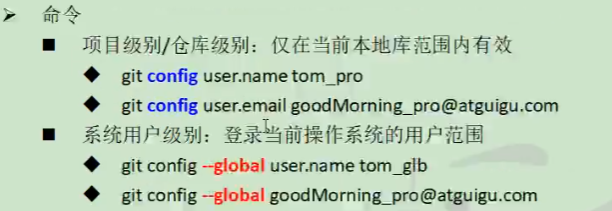 命令
项目级别/仓库级别：仅在当前本地库范围内有效
git config user.name tom_pro
git config user.email goodMorning_pro@atguigu.com
系统用户级别：登录当前操作系统的用户范围
git config --global user.name tom_glb
git config --global goodMorning_pro@atguigu.com